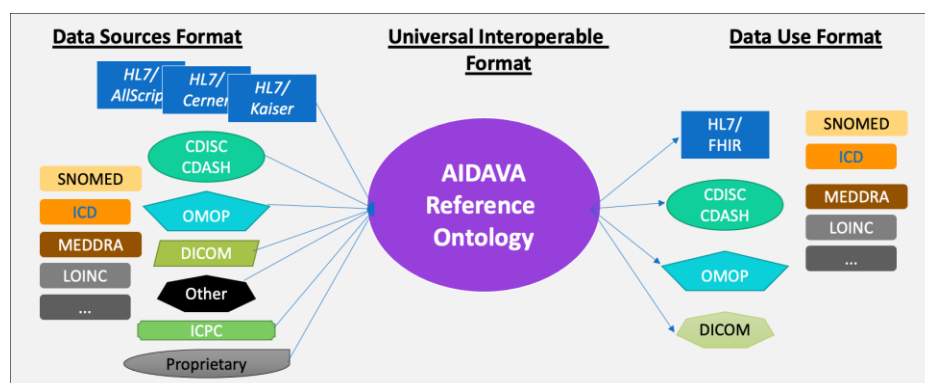 Data Sources Format
Universal Interoperable
Format
Data Use Format
HL7/
AllScrip
HL7/
Cerner
HL7/
Kaiser
CDISC
CDASH
SNOMED
ICD
MEDDRA
LOINC
...
OMOP
DICOM
Other
ICPC
Proprietary
AIDAVA
Reference
Ontology
HL7/
FHIR
CDISC
CDASH
OMOP
DICOM
SNOMED
ICD
MEDDRA
LOINC
...